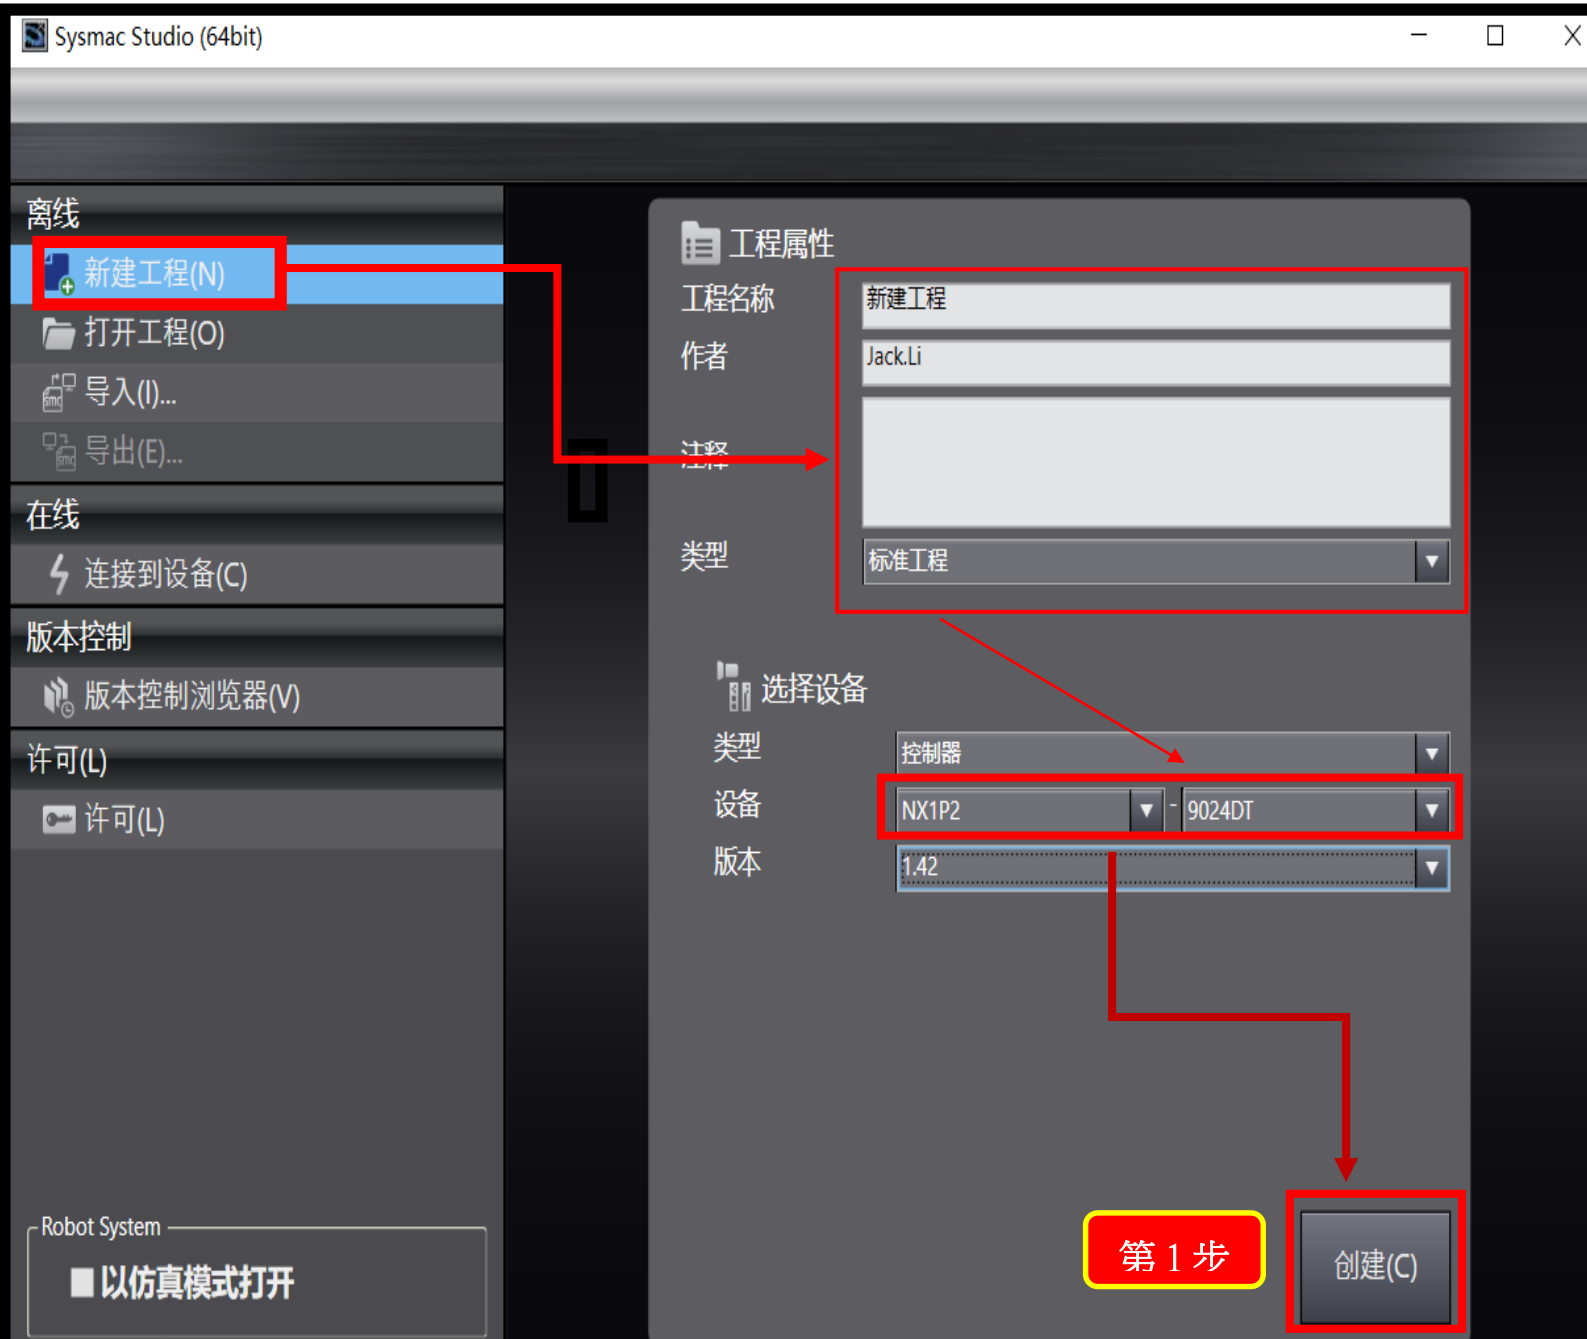 Sysmac Studio (64bit)
离线
新建工程(N)
打开工程(O)
导入(I)...
导出(E)...
在线
连接到设备(C)
版本控制
版本控制浏览器(V)
许可(L)
许可(L)
Robot System
以仿真模式打开
工程属性
工程名称 新建工程
作者 Jack.Li
注释
类型 标准工程
选择设备
类型 控制器
设备 NX1P2 - 9024DT
版本 1.42
第 1 步
创建(C)